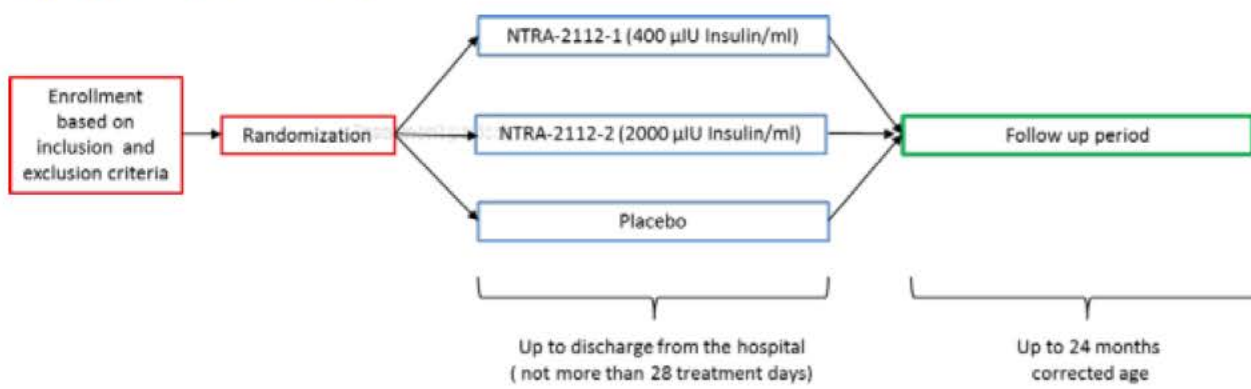 Enrollment
based on
inclusion and
exclusion criteria
Randomization
NTRA-2112-1 (400 µIU Insulin/ml)
NTRA-2112-2 (2000 µIU Insulin/ml)
Placebo
Follow up period
Up to discharge from the hospital
( not more than 28 treatment days)
Up to 24 months
corrected age